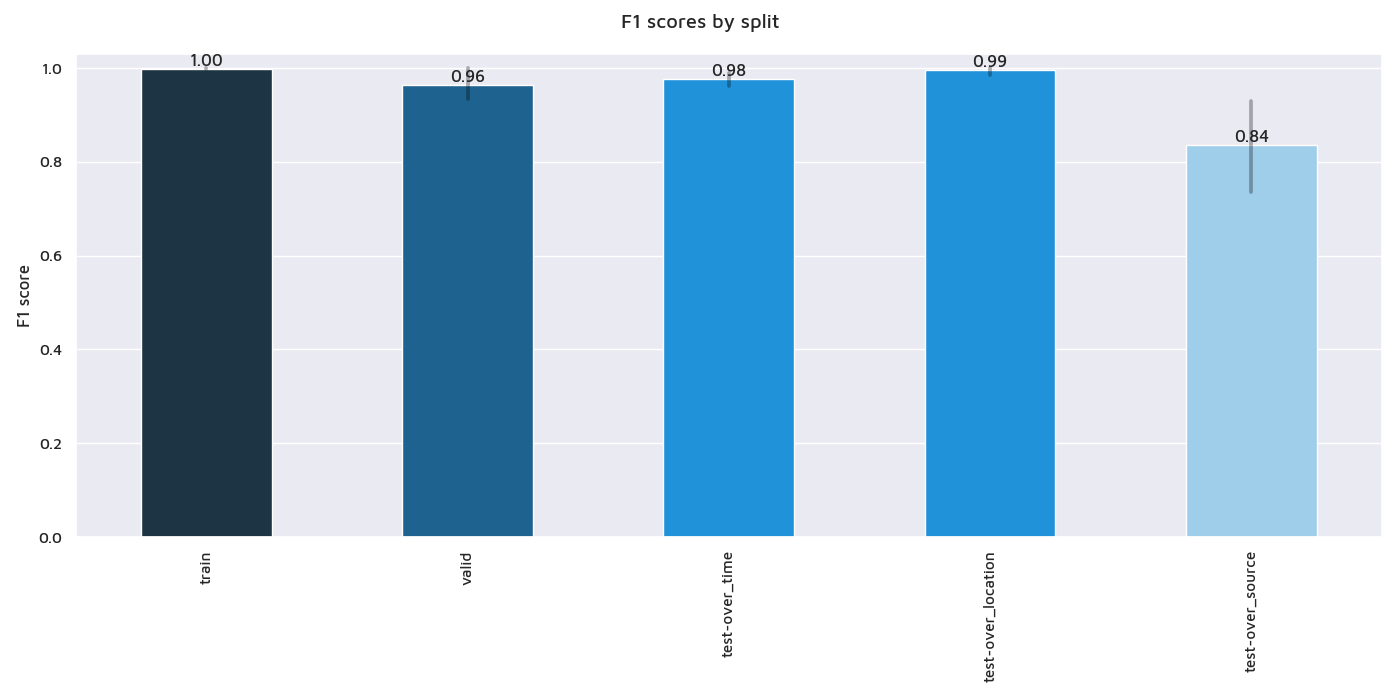 F1 scores by split
F1 score
1.0
0.8
0.6
0.4
0.2
0.0
1.00
0.96
0.98
0.99
0.84
train
valid
test-over_time
test-over_location
test-over_source